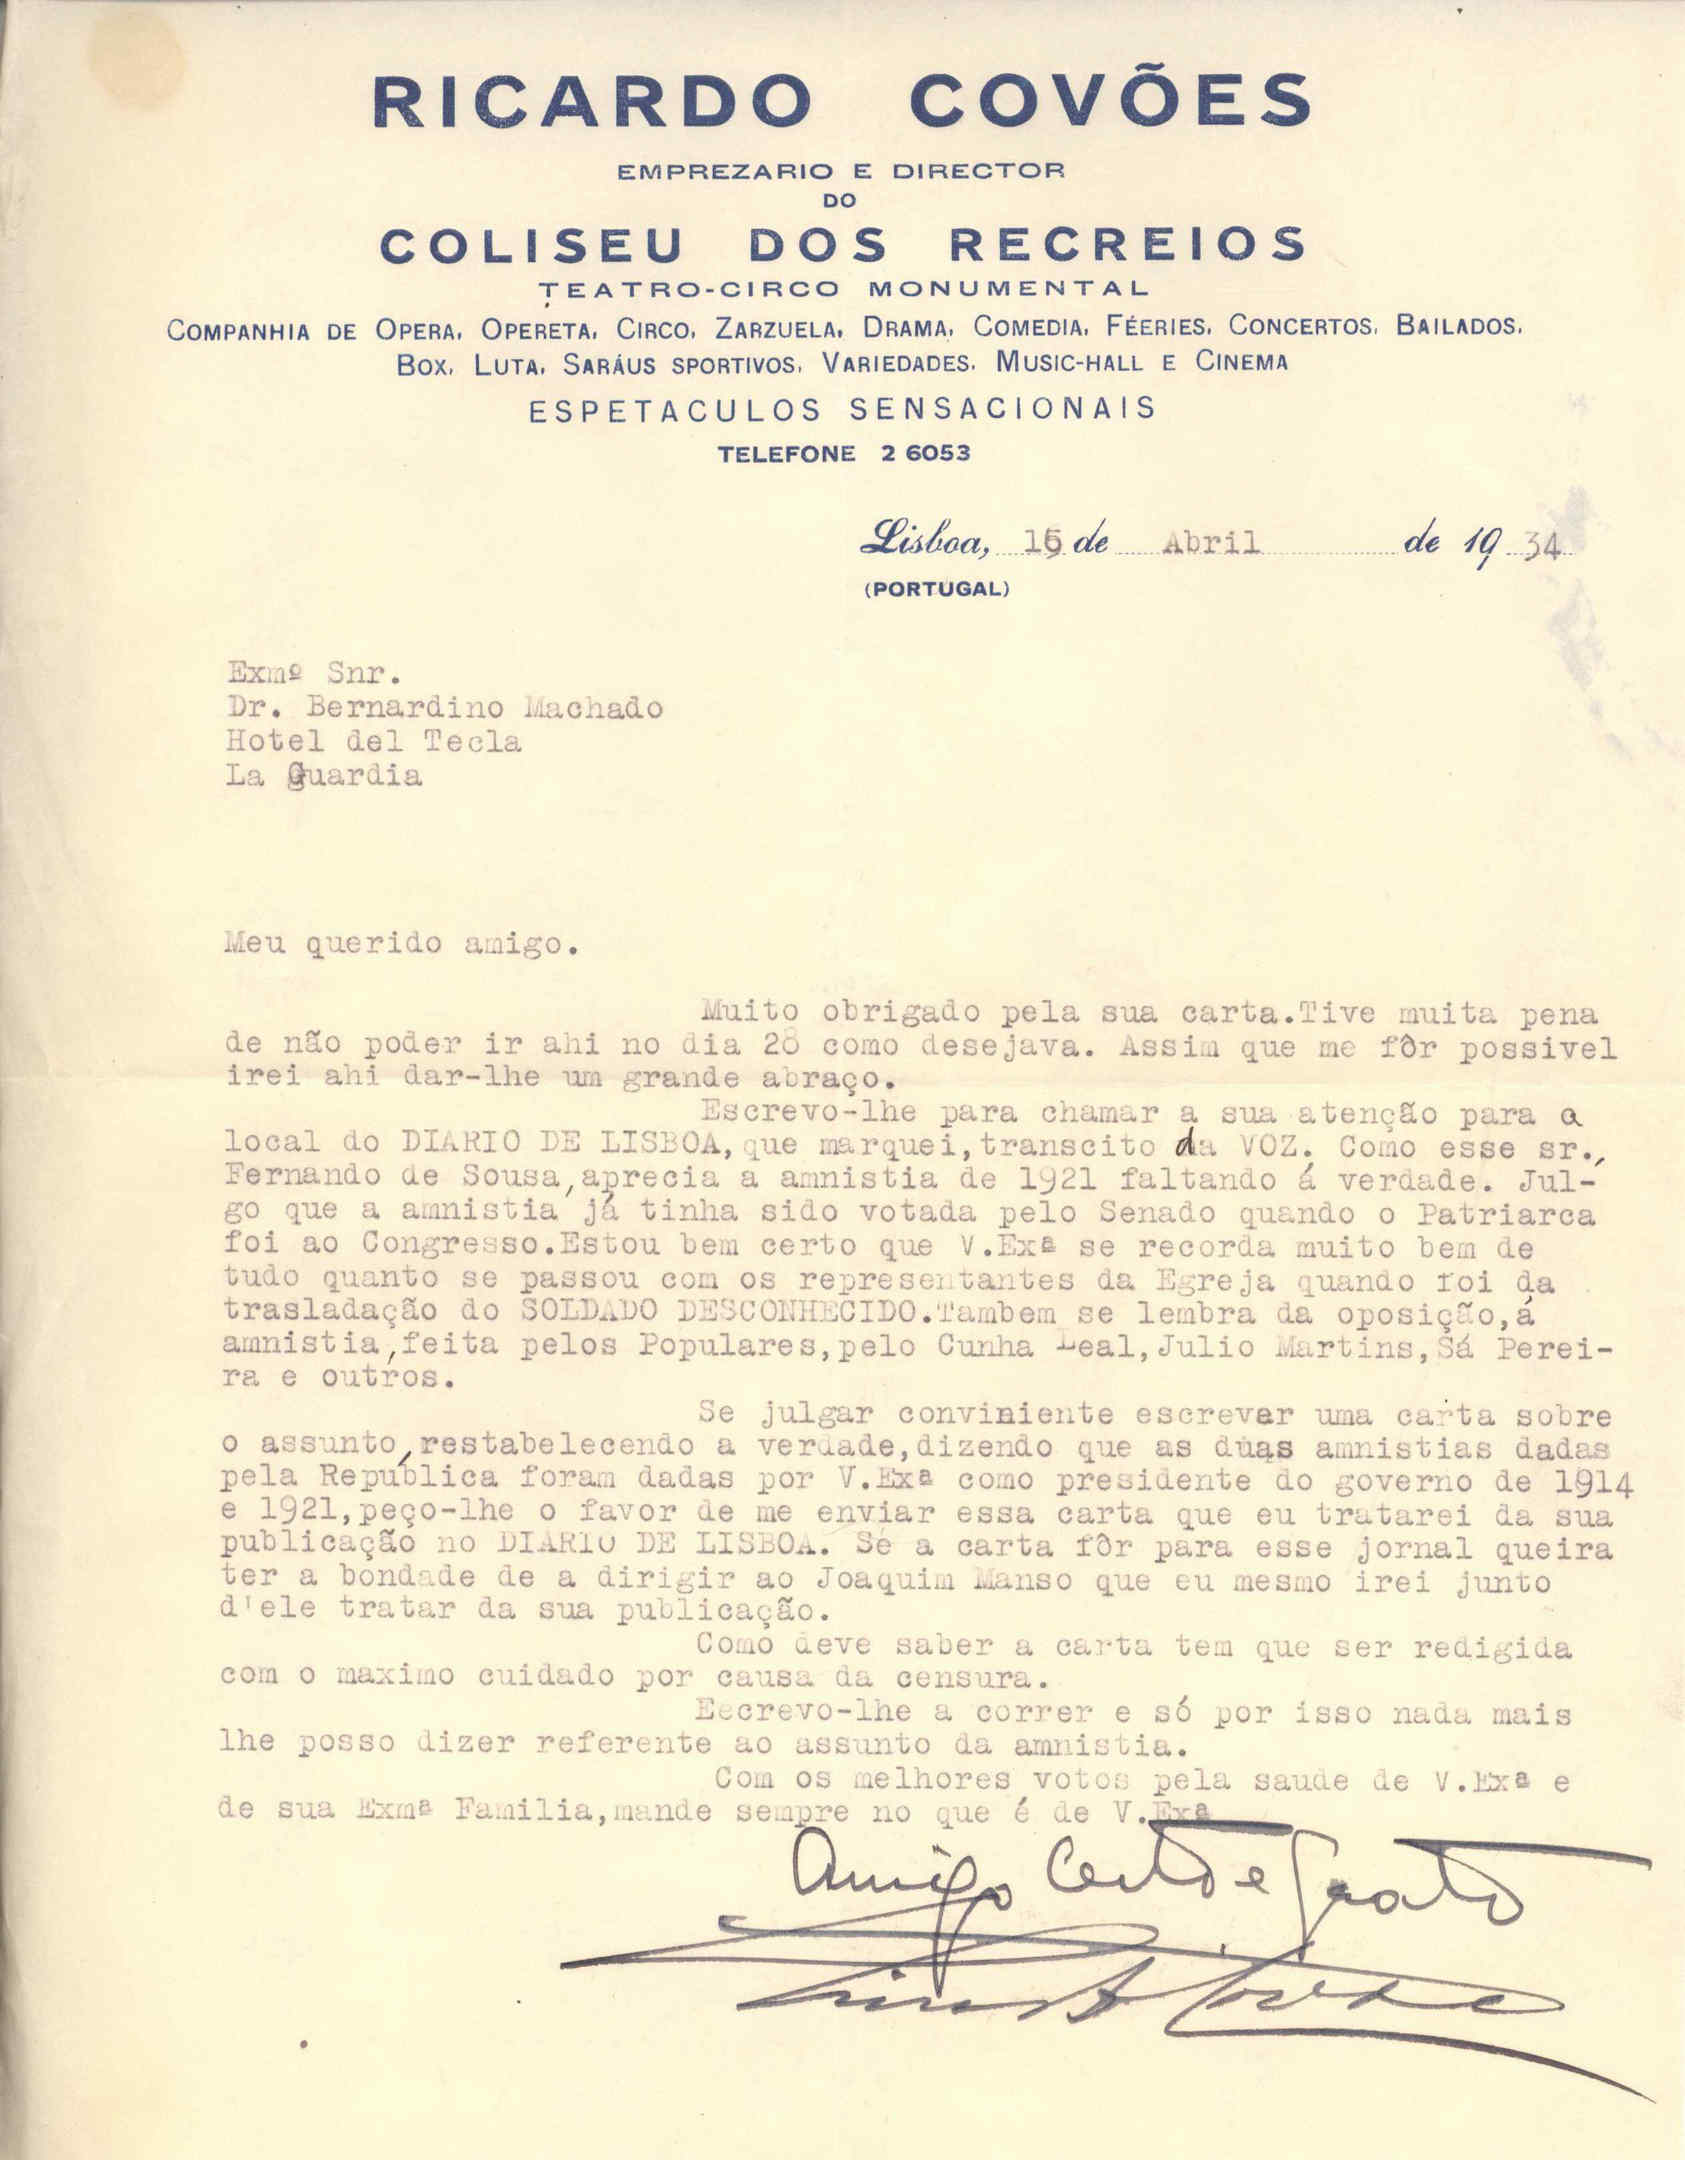 RICARDO COVÕES
EMPREZARIO E DIRECTOR
DO
COLISEU DOS RECREIOS
TEATRO-CIRCO MONUMENTAL
COMPANHIA DE OPERA, OPERETA, CIRCO, ZARZUELA, DRAMA, COMEDIA, FÉERIES, CONCERTOS, BAILADOS,
BOX, LUTA, SARÁUS SPORTIVOS, VARIEDADES, MUSIC-HALL E CINEMA
ESPETACULOS SENSACIONAIS
TELEFONE 2 6053
Lisboa, de Abril de 1934
(PORTUGAL)
Exmº Snr.
Dr. Bernardino Machado
Hotel del Tecla
La Guardia
Meu querido amigo.
Muito obrigado pela sua carta.Tive muita pena
de não poder ir ahi no dia 28 como desejava. Assim que me fôr possivel
irei ahi dar-lhe um grande abraço.
Escrevo-lhe para chamar a sua atenção para a
local do DIARIO DE LISBOA,que marquei,transcito da VOZ. Como esse sr.,
Fernando de Sousa,aprecia a amnistia de 1921 faltando á verdade. Jul-
go que a amnistia já tinha sido votada pelo Senado quando o Patriarca
foi ao Congresso.Estou bem certo que V.Exª se recorda muito bem de
tudo quanto se passou com os representantes da Egreja quando foi da
trasladação do SOLDADO DESCONHECIDO.Tambem se lembra da oposição,á
amnistia,feita pelos Populares,pelo Cunha Leal,Julio Martins,Sá Perei-
ra e outros.
Se julgar conviniente escrever uma carta sobre
o assunto,restabelecendo a verdade,dizendo que as duas amnistias dadas
pela Republica foram dadas por V.Exª como presidente do governo de 1914
e 1921,peço-lhe o favor de me enviar essa carta que eu tratarei da sua
publicação no DIARIO DE LISBOA. Se a carta fôr para esse jornal queira
ter a bondade de a dirigir ao Joaquim Manso que eu mesmo irei junto
d'ele tratar da sua publicação.
Como deve saber a carta tem que ser redigida
com o maximo cuidado por causa da censura.
Eecrevo-lhe a correr e só por isso nada mais
lhe posso dizer referente ao assunto da amnistia.
Com os melhores votos pela saude de V.Exª e
de sua Exmª Familia,mande sempre no que é de V.Exª
Amigo Certo e Grato